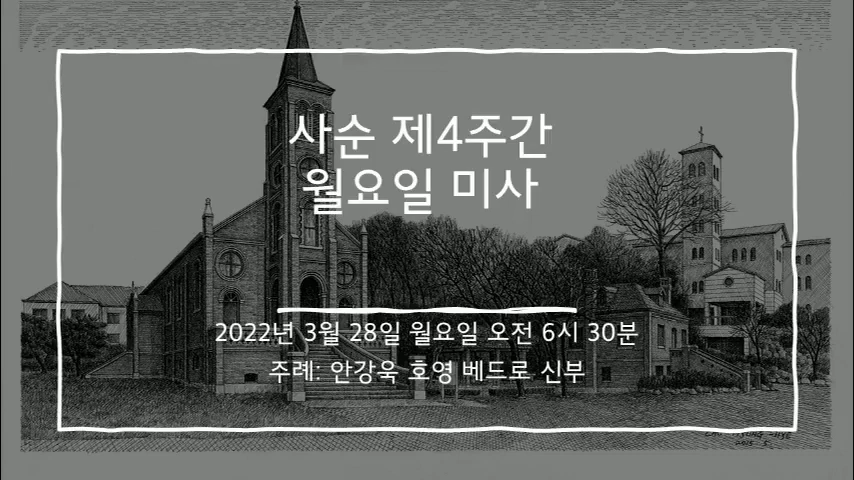 사순 제4주간
월요일 미사
2022년 3월 28일 월요일 오전 6시 30분
주례: 안강욱 호영 베드로 신부